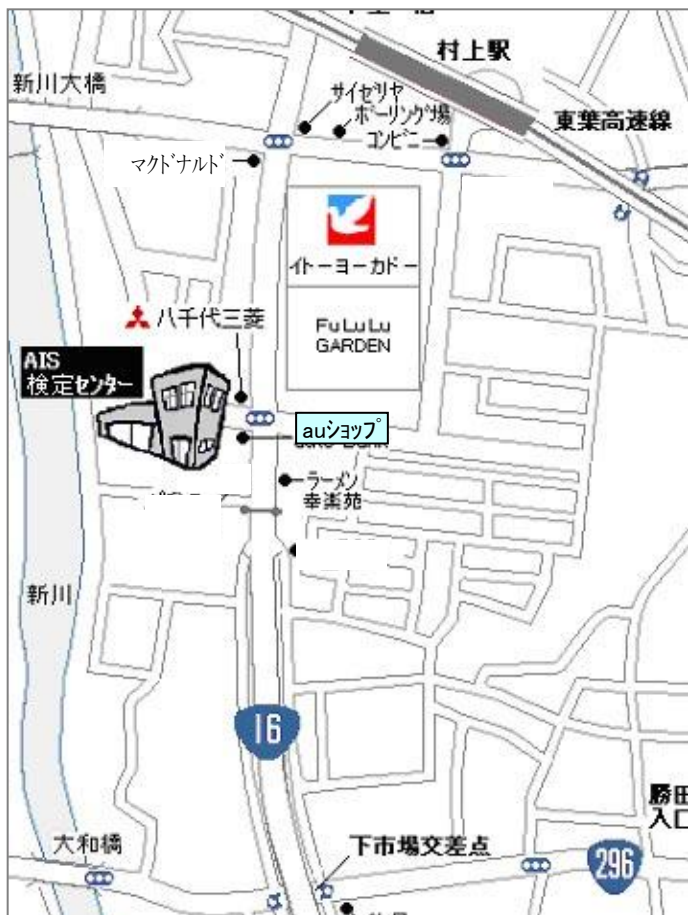 村上駅
新川大橋
サイゼリヤ
ボーリング場
コンビニ
東葉高速線
マクドナルド
イトーヨーカドー
八千代三菱
FuLuLu
GARDEN
AIS
検定センター
auショップ
ラーメン
幸楽苑
新川
16
勝田
入口
大和橋
下市場交差点
296